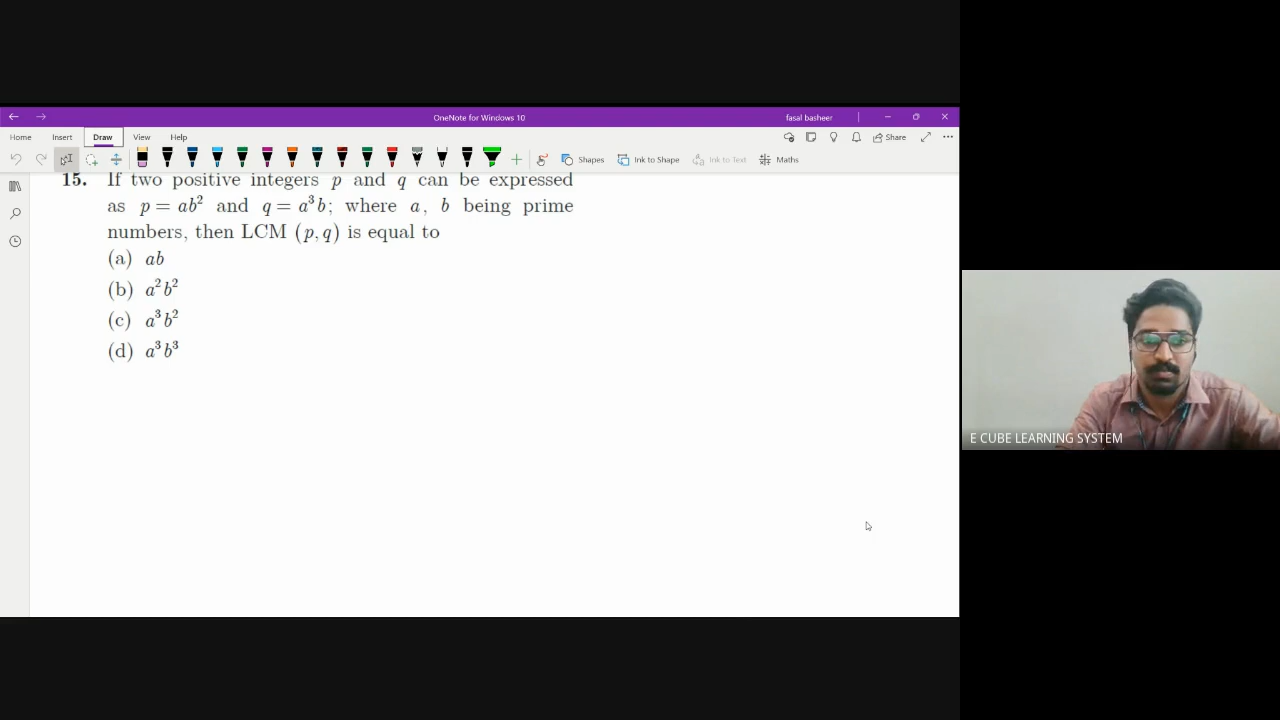 OneNote for Windows 10
fasal basheer
Home Insert Draw View Help
Share
Shapes Ink to Shape Ink to Text Maths
15. If two positive integers p and q can be expressed
as p = ab² and q = a³b; where a, b being prime
numbers, then LCM (p, q) is equal to
(a) ab
(b) a²b²
(c) a³b²
(d) a³b³
E CUBE LEARNING SYSTEM